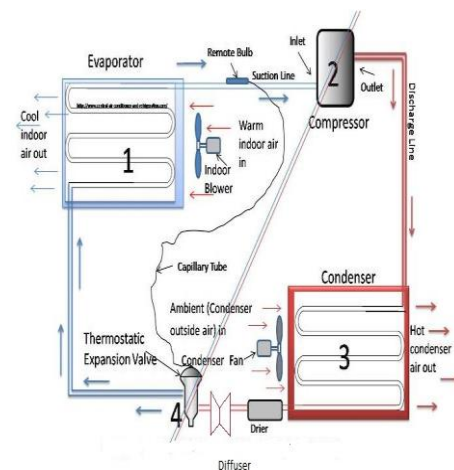 Remote Bulb
Inlet
Evaporator
Suction Line
2
Outlet
Compressor
Discharge Line
Cool
indoor
air out
1
Warm
indoor air
in
Indoor
Blower
Capillary Tube
Condenser
Ambient (Condenser
outside air) in
Thermostatic
Expansion Valve
Condenser Fan
Hot
condenser
air out
3
4
Drier
Diffuser